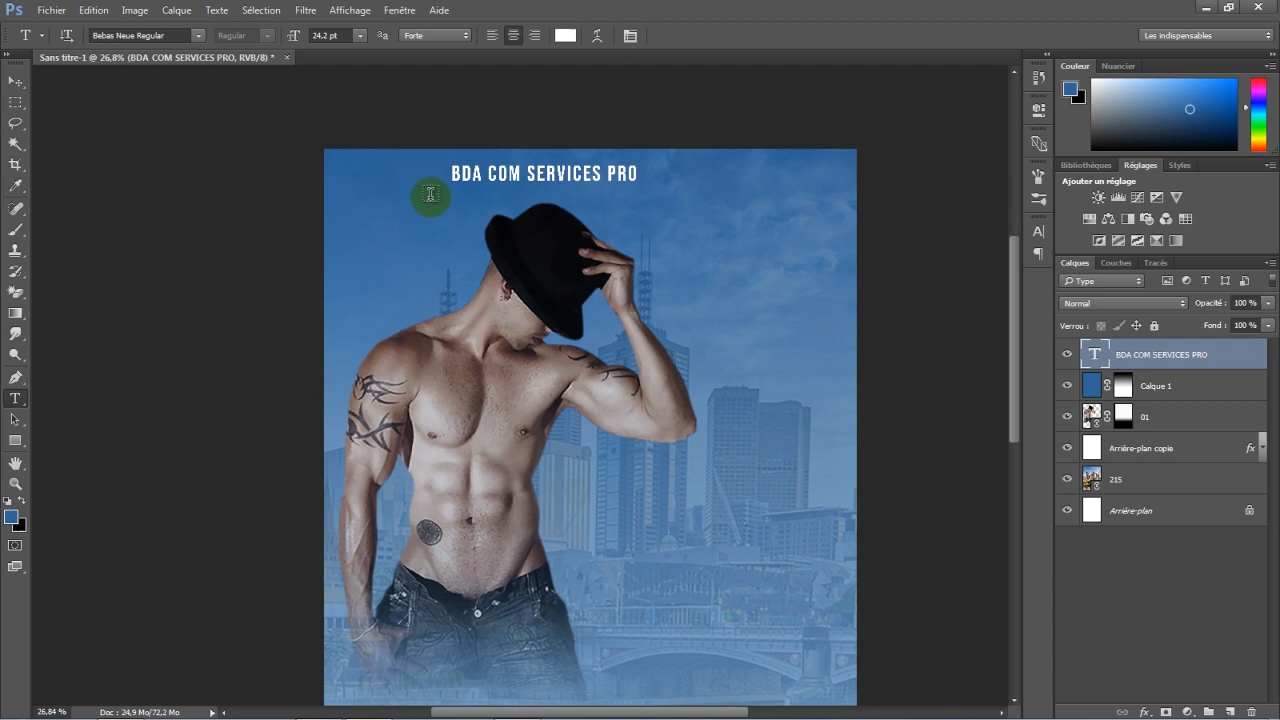 Ps Fichier Edition Image Calque Texte Sélection Filtre Affichage Fenêtre Aide
T Bebas Neue Regular Regular T 24,2 pt aa Forte Les indispensables
Sans titre-1 @ 26,8% (BDA COM SERVICES PRO, RVB/8) * ×
Couleur Nuancier
BDA COM SERVICES PRO
Bibliothèques Réglages Styles
Ajouter un réglage
Calques Couches Tracés
Type
Normal Opacité : 100 %
Verrou : Fond : 100 %
T BDA COM SERVICES PRO
Calque 1
01
Arrière-plan copie fx
215
Arrière-plan
26,84 % Doc : 24,9 Mo/72,2 Mo
fx